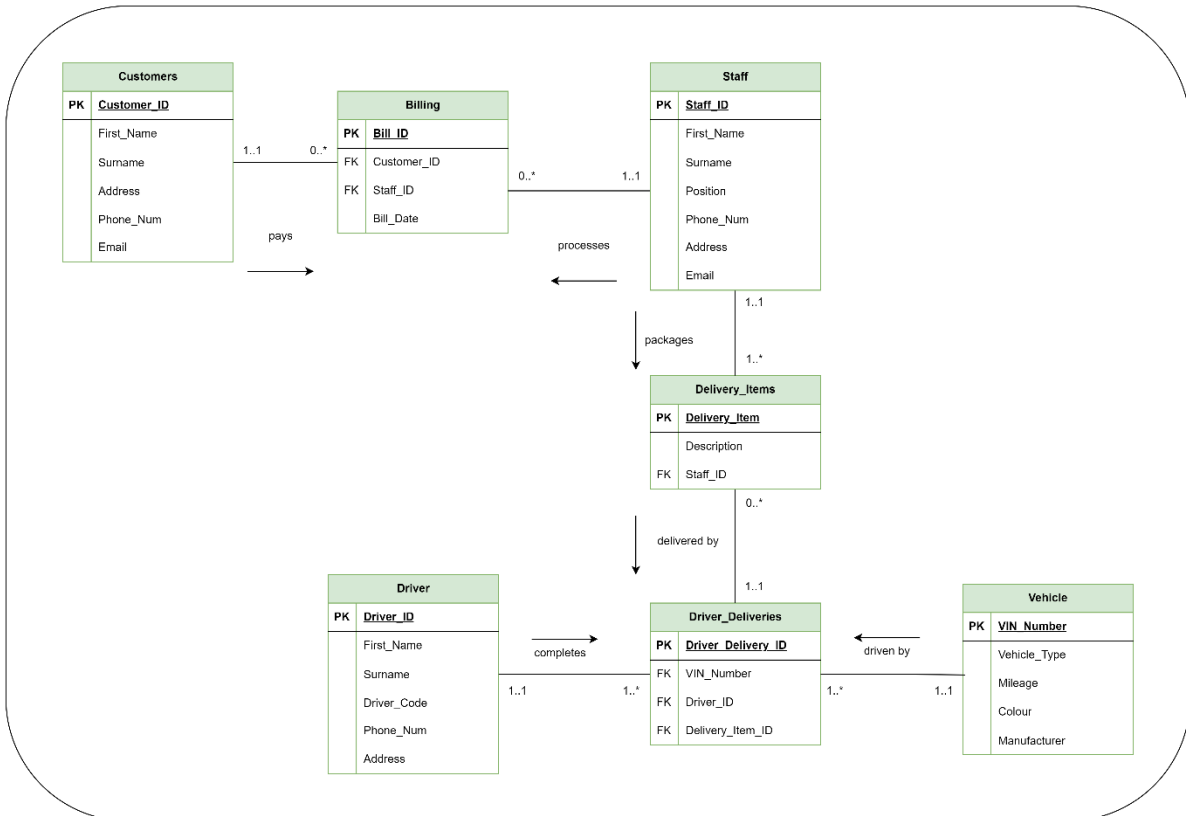 Customers
PK Customer_ID
First_Name
Surname
Address
Phone_Num
Email
1..1
0..*
pays
Billing
PK Bill_ID
FK Customer_ID
FK Staff_ID
Bill_Date
0..*
1..1
processes
Staff
PK Staff_ID
First_Name
Surname
Position
Phone_Num
Address
Email
1..1
packages
1..*
Delivery_Items
PK Delivery_Item
Description
FK Staff_ID
0..*
delivered by
1..1
Driver
PK Driver_ID
First_Name
Surname
Driver_Code
Phone_Num
Address
completes
1..1
1..*
Driver_Deliveries
PK Driver_Delivery_ID
FK VIN_Number
FK Driver_ID
FK Delivery_Item_ID
driven by
1..*
1..1
Vehicle
PK VIN_Number
Vehicle_Type
Mileage
Colour
Manufacturer